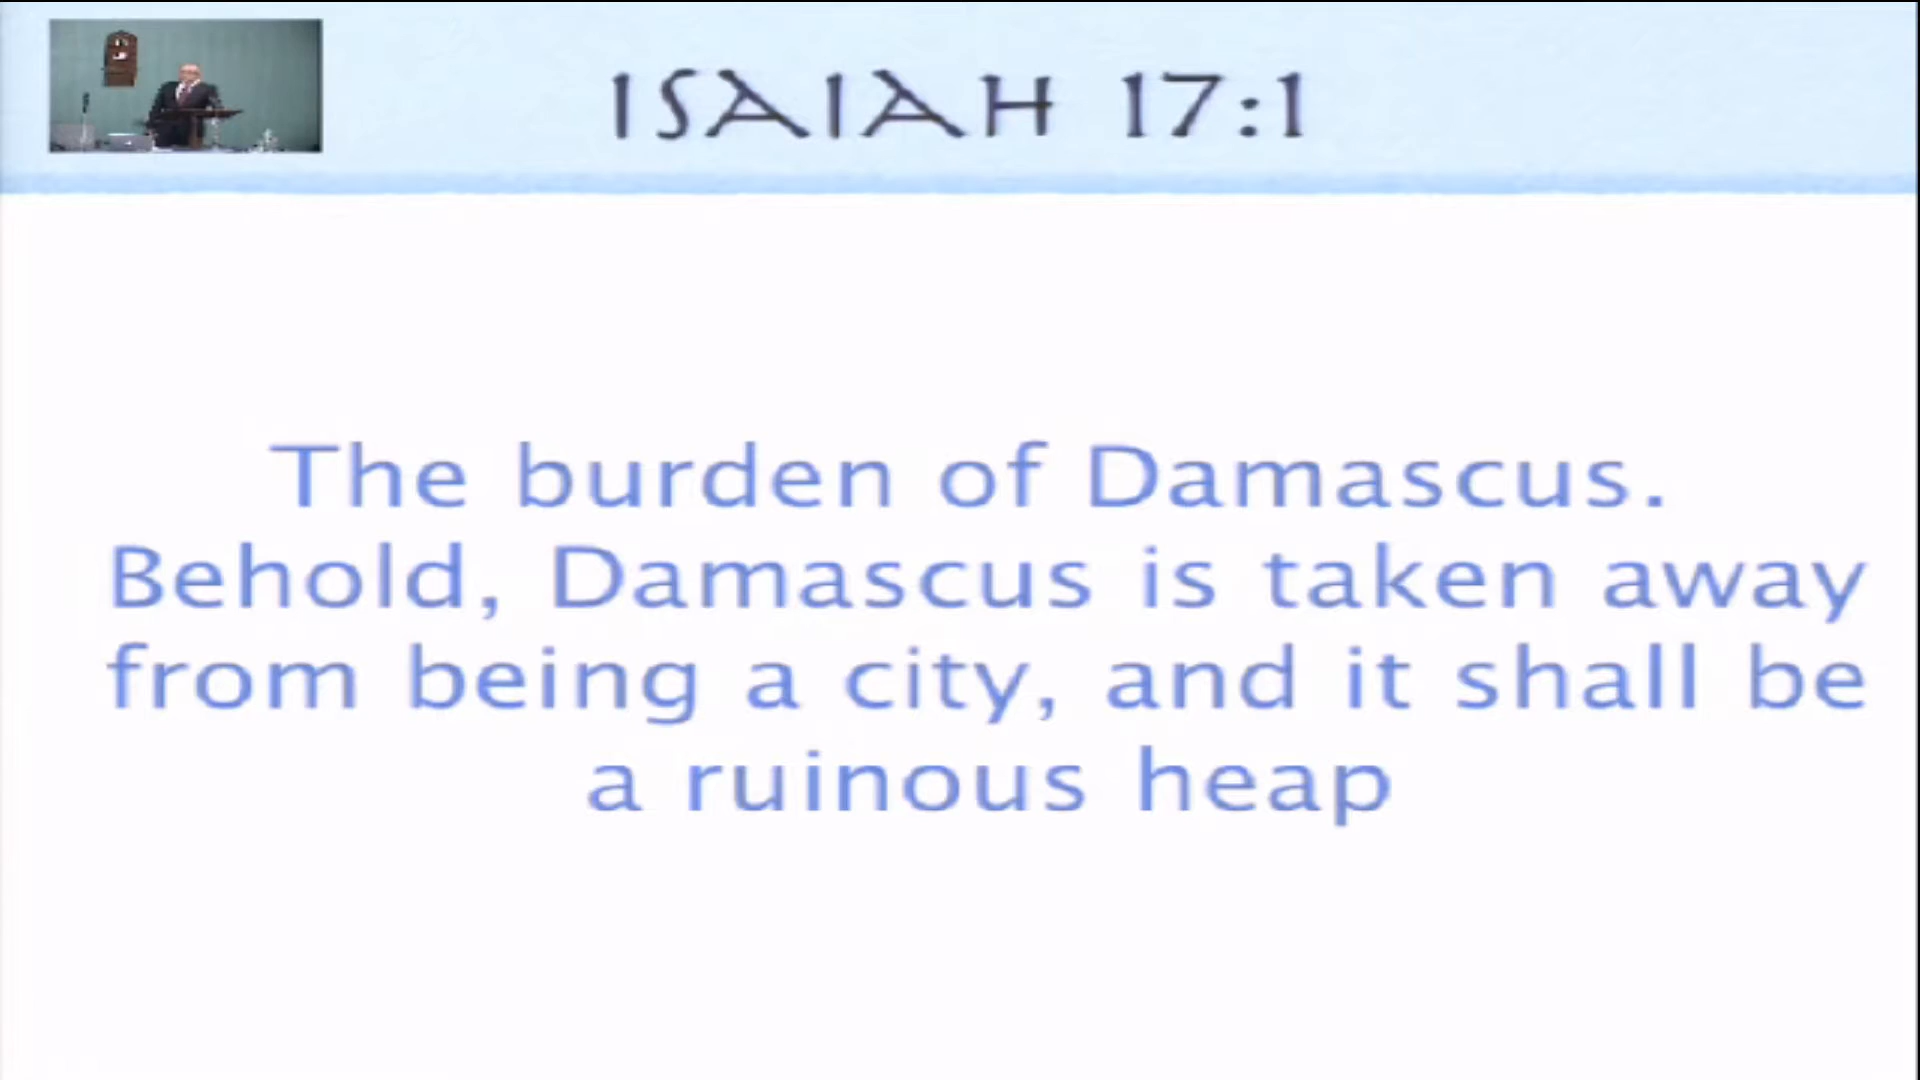 ISAIAH 17:1
The burden of Damascus.
Behold, Damascus is taken away
from being a city, and it shall be
a ruinous heap